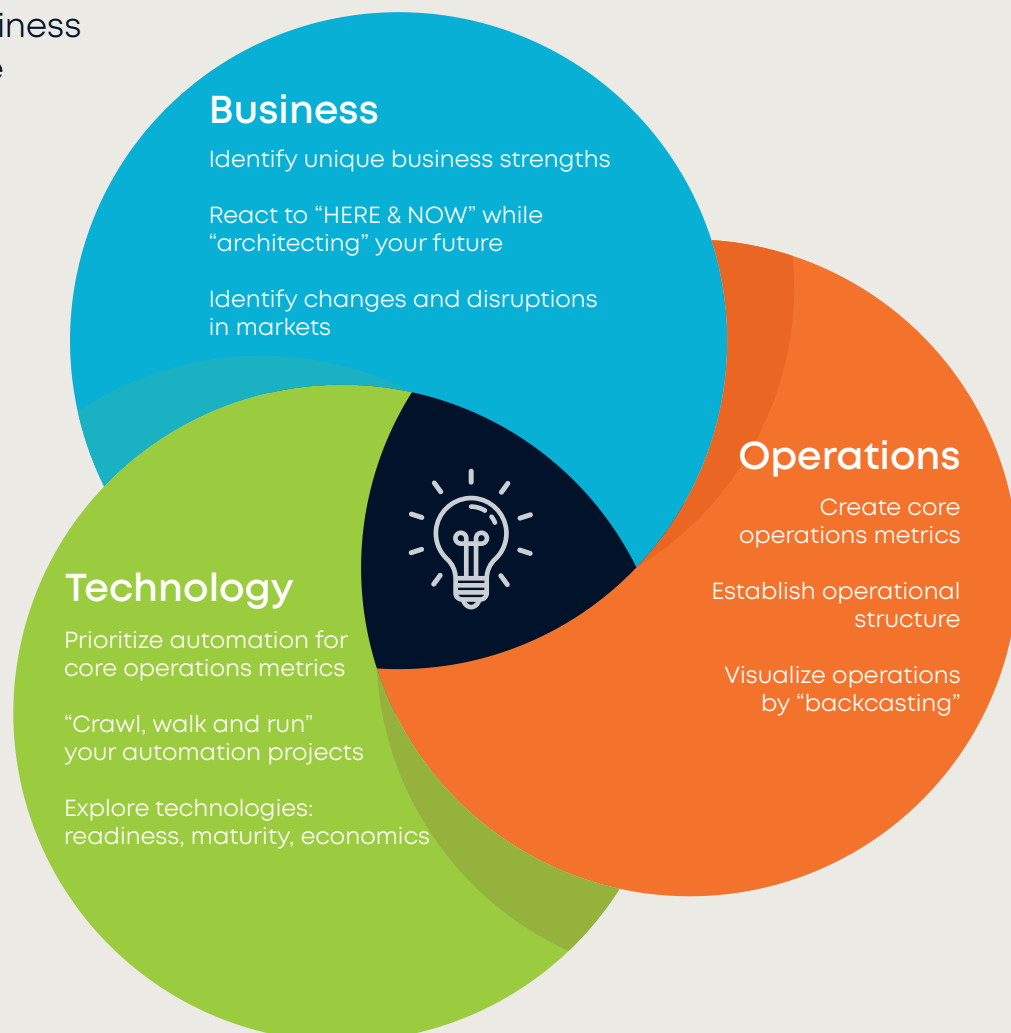 Business
Identify unique business strengths
React to “HERE & NOW” while
“architecting” your future
Identify changes and disruptions
in markets
Operations
Create core
operations metrics
Establish operational
structure
Visualize operations
by “backcasting”
Technology
Prioritize automation for
core operations metrics
“Crawl, walk and run”
your automation projects
Explore technologies:
readiness, maturity, economics